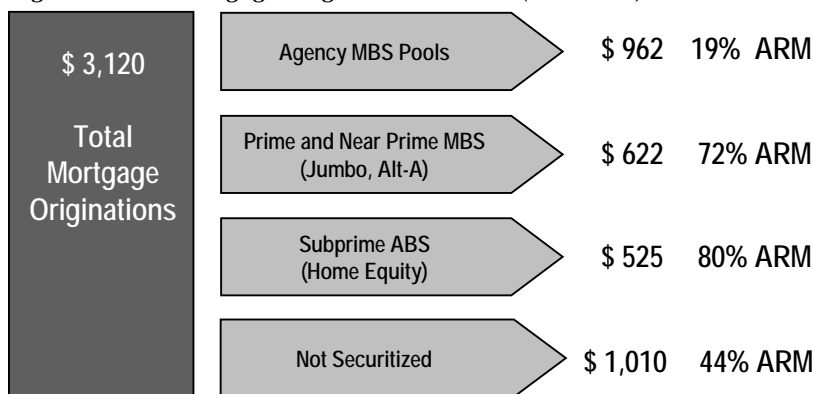 $ 3,120
Total
Mortgage
Originations
Agency MBS Pools
$ 962 19% ARM
Prime and Near Prime MBS
(Jumbo, Alt-A)
$ 622 72% ARM
Subprime ABS
(Home Equity)
$ 525 80% ARM
Not Securitized
$ 1,010 44% ARM